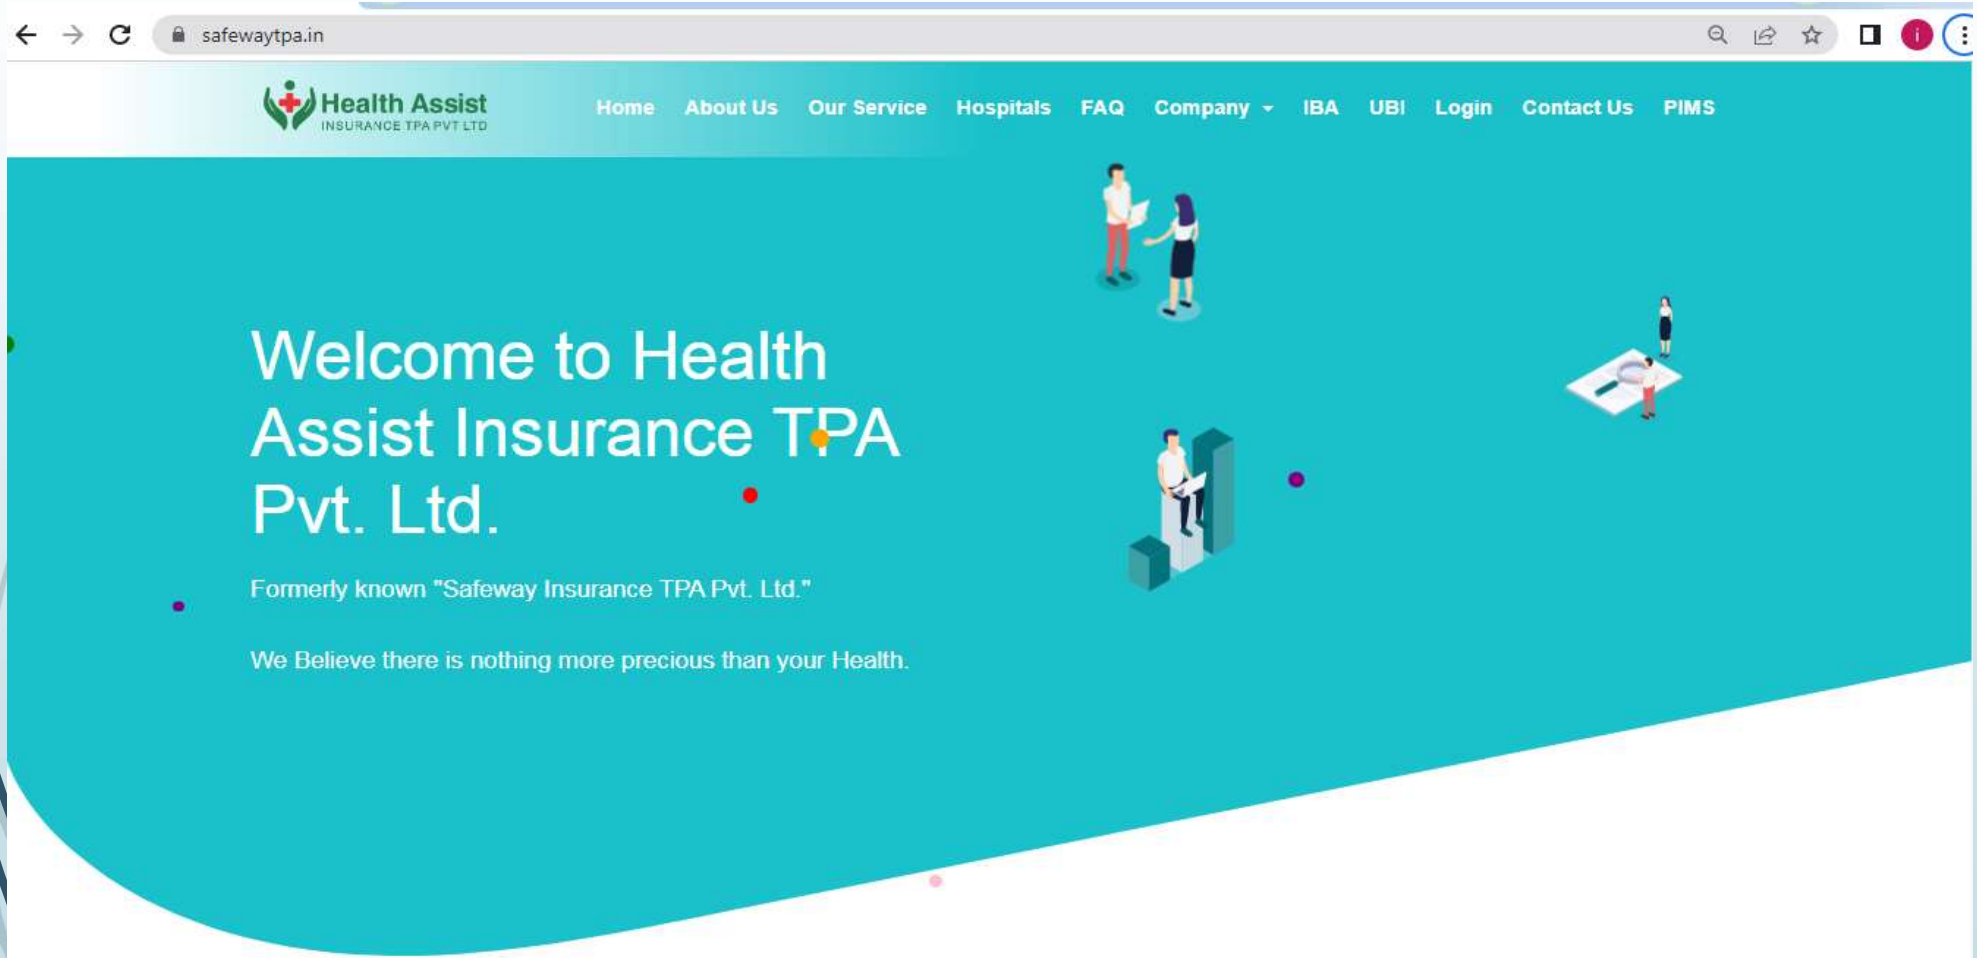 safewaytpa.in
i
Health Assist
INSURANCE TPA PVT LTD
Home About Us Our Service Hospitals FAQ Company IBA UBI Login Contact Us PIMS
Welcome to Health
Assist Insurance TPA
Pvt. Ltd.
Formerly known "Safeway Insurance TPA Pvt. Ltd."
We Believe there is nothing more precious than your Health.